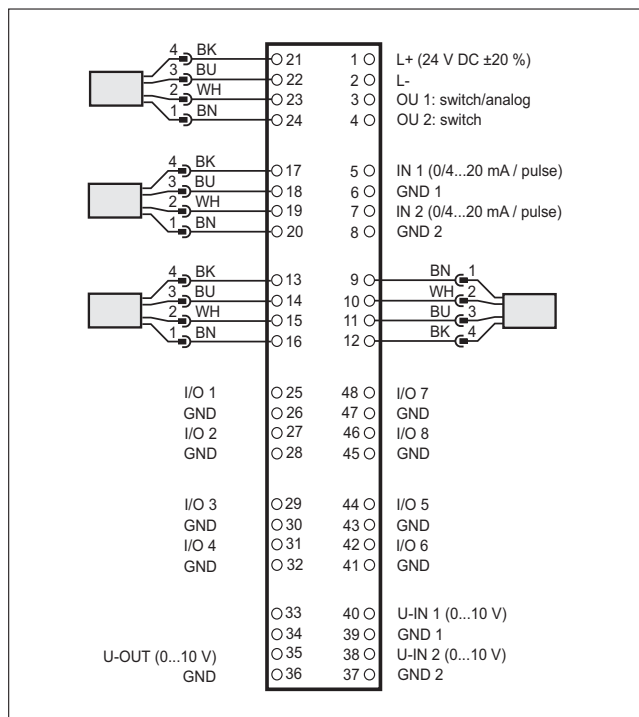 4 BK 21 1 L+ (24 V DC ±20 %)
3 BU 22 2 L-
2 WH 23 3 OU 1: switch/analog
1 BN 24 4 OU 2: switch
4 BK 17 5 IN 1 (0/4...20 mA / pulse)
3 BU 18 6 GND 1
2 WH 19 7 IN 2 (0/4...20 mA / pulse)
1 BN 20 8 GND 2
4 BK 13 9 BN 1
3 BU 14 10 WH 2
2 WH 15 11 BU 3
1 BN 16 12 BK 4
I/O 1 25 48 I/O 7
GND 26 47 GND
I/O 2 27 46 I/O 8
GND 28 45 GND
I/O 3 29 44 I/O 5
GND 30 43 GND
I/O 4 31 42 I/O 6
GND 32 41 GND
33 40 U-IN 1 (0...10 V)
34 39 GND 1
U-OUT (0...10 V) 35 38 U-IN 2 (0...10 V)
GND 36 37 GND 2